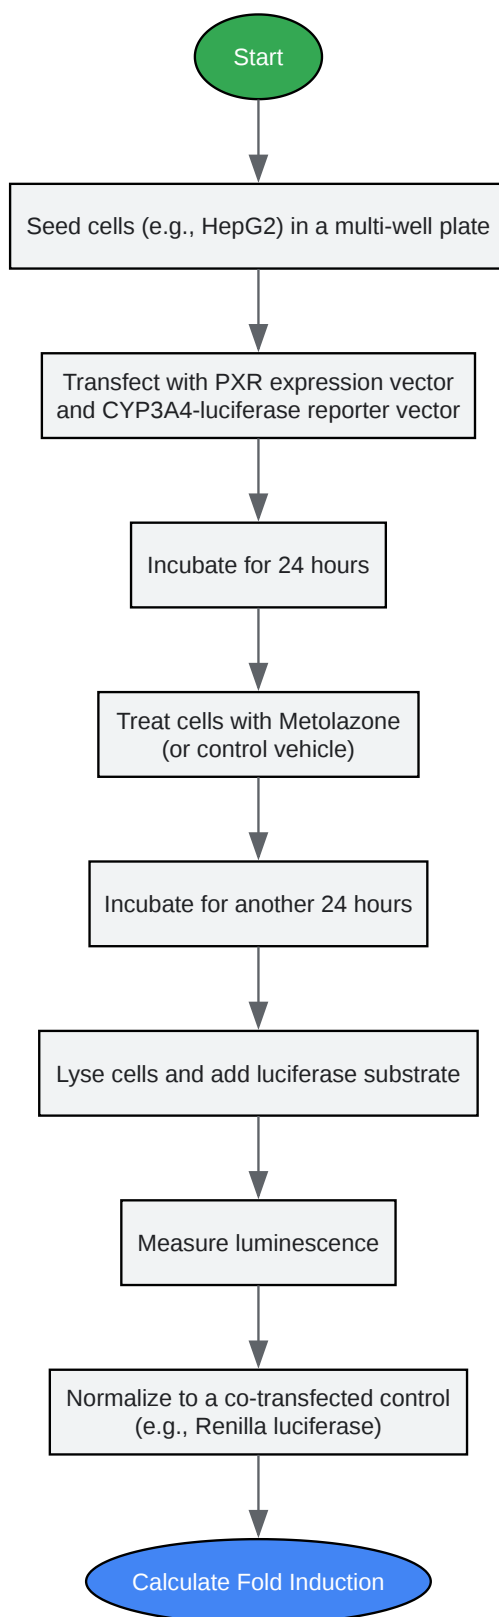 Start
Seed cells (e.g., HepG2) in a multi-well plate
Transfect with PXR expression vector
and CYP3A4-luciferase reporter vector
Incubate for 24 hours
Treat cells with Metolazone
(or control vehicle)
Incubate for another 24 hours
Lyse cells and add luciferase substrate
Measure luminescence
Normalize to a co-transfected control
(e.g., Renilla luciferase)
Calculate Fold Induction